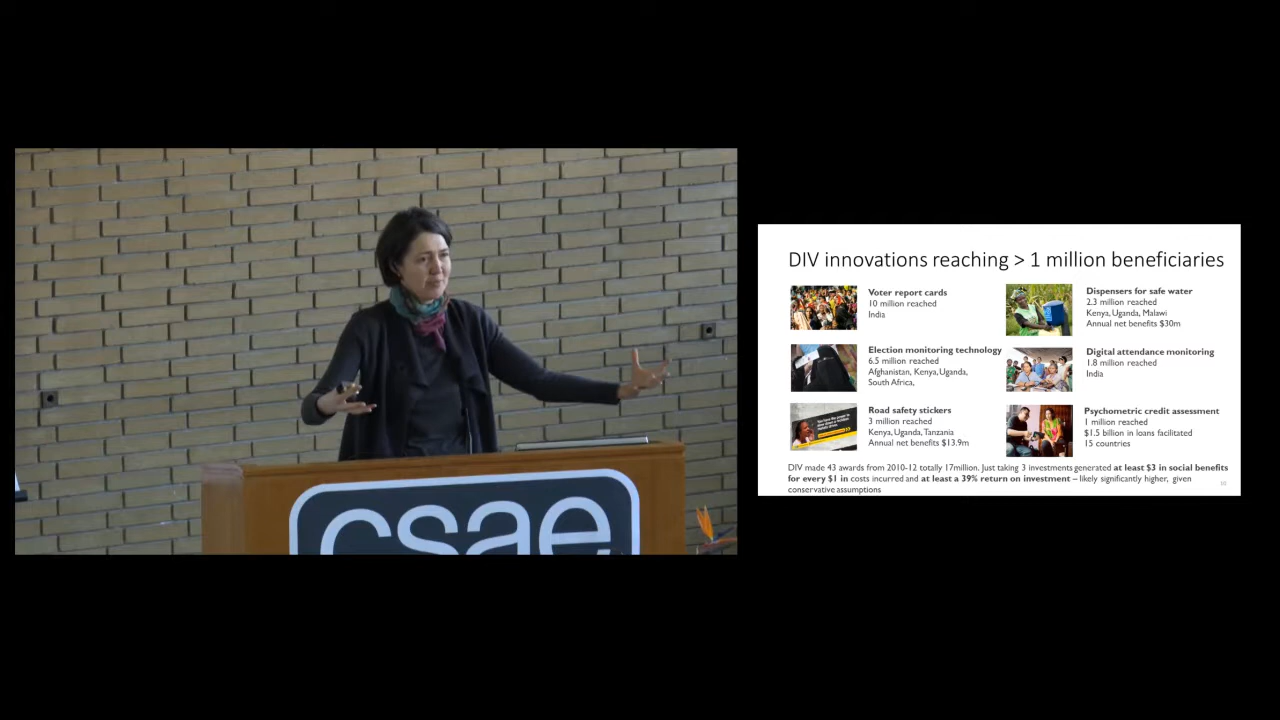 csae
DIV innovations reaching > 1 million beneficiaries
Voter report cards
10 million reached
India
Election monitoring technology
6.5 million reached
Afghanistan, Kenya, Uganda,
South Africa,
Road safety stickers
3 million reached
Kenya, Uganda, Tanzania
Annual net benefits $13.9m
Dispensers for safe water
2.3 million reached
Kenya, Uganda, Malawi
Annual net benefits $30m
Digital attendance monitoring
1.8 million reached
India
Psychometric credit assessment
1 million reached
$1.5 billion in loans facilitated
15 countries
DIV made 43 awards from 2010-12 totally 17million. Just taking 3 investments generated at least $3 in social benefits
for every $1 in costs incurred and at least a 39% return on investment – likely significantly higher, given
conservative assumptions